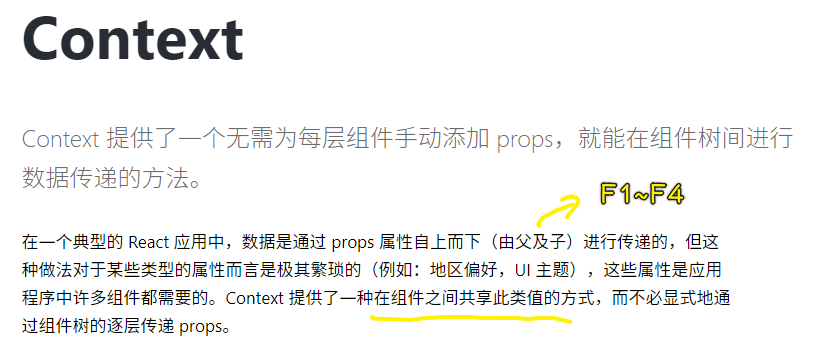 Context
Context 提供了一个无需为每层组件手动添加 props，就能在组件树间进行
数据传递的方法。
F1~F4
在一个典型的 React 应用中，数据是通过 props 属性自上而下（由父及子）进行传递的，但这
种做法对于某些类型的属性而言是极其繁琐的（例如：地区偏好，UI 主题），这些属性是应用
程序中许多组件都需要的。Context 提供了一种在组件之间共享此类值的方式，而不必显式地通
过组件树的逐层传递 props。